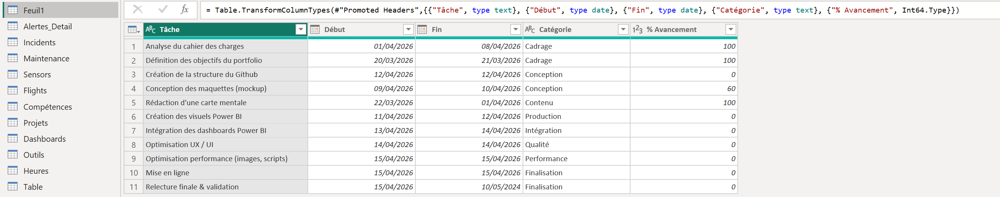 Feuil1
Alertes_Detail
Incidents
Maintenance
Sensors
Flights
Compétences
Projets
Dashboards
Outils
Heures
Table
fx = Table.TransformColumnTypes(#"Promoted Headers",{{"Tâche", type text}, {"Début", type date}, {"Fin", type date}, {"Catégorie", type text}, {"% Avancement", Int64.Type}})
ABC Tâche Début Fin ABC Catégorie 123 % Avancement
1 Analyse du cahier des charges 01/04/2026 08/04/2026 Cadrage 100
2 Définition des objectifs du portfolio 20/03/2026 21/03/2026 Cadrage 100
3 Création de la structure du Github 12/04/2026 12/04/2026 Conception 0
4 Conception des maquettes (mockup) 09/04/2026 10/04/2026 Conception 60
5 Rédaction d'une carte mentale 22/03/2026 01/04/2026 Contenu 100
6 Création des visuels Power BI 11/04/2026 12/04/2026 Production 0
7 Intégration des dashboards Power BI 13/04/2026 14/04/2026 Intégration 0
8 Optimisation UX / UI 14/04/2026 14/04/2026 Qualité 0
9 Optimisation performance (images, scripts) 15/04/2026 15/04/2026 Performance 0
10 Mise en ligne 15/04/2026 15/04/2026 Finalisation 0
11 Relecture finale & validation 15/04/2026 10/05/2024 Finalisation 0